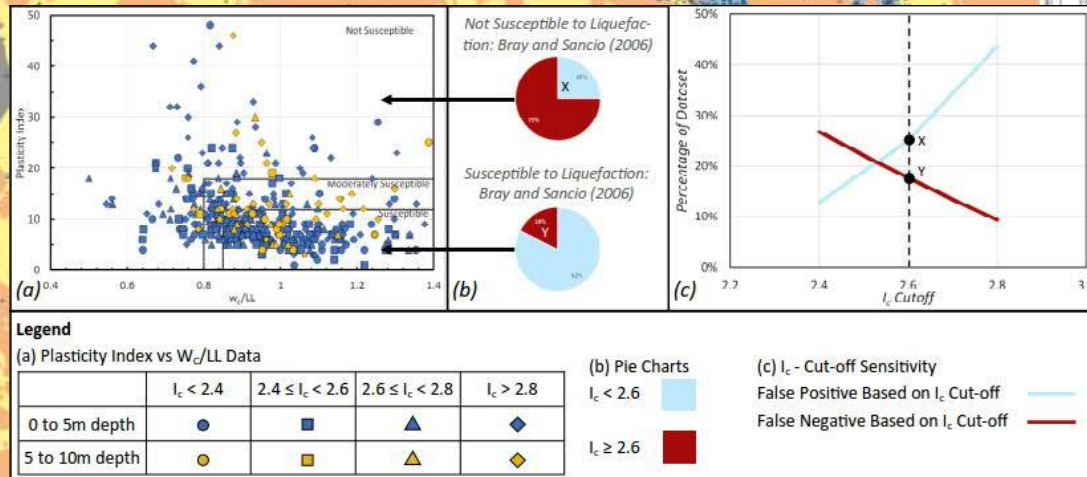 50
40
30
20
10
0
Plasticity Index
Not Susceptible
Moderately Susceptible
Susceptible
0.4
0.6
0.8
1
1.2
1.4
wc/LL
(a)
Not Susceptible to Liquefac-
tion: Bray and Sancio (2006)
X
75%
Susceptible to Liquefaction:
Bray and Sancio (2006)
18%
Y
82%
(b)
50%
40%
30%
20%
10%
0%
Percentage of Dataset
X
Y
2.2
2.4
2.6
2.8
Ic Cutoff
(c)
Legend
(a) Plasticity Index vs Wc/LL Data
Ic < 2.4
2.4 ≤ Ic < 2.6
2.6 ≤ Ic < 2.8
Ic > 2.8
0 to 5m depth
5 to 10m depth
(b) Pie Charts
Ic < 2.6
Ic ≥ 2.6
(c) Ic - Cut-off Sensitivity
False Positive Based on Ic Cut-off
False Negative Based on Ic Cut-off